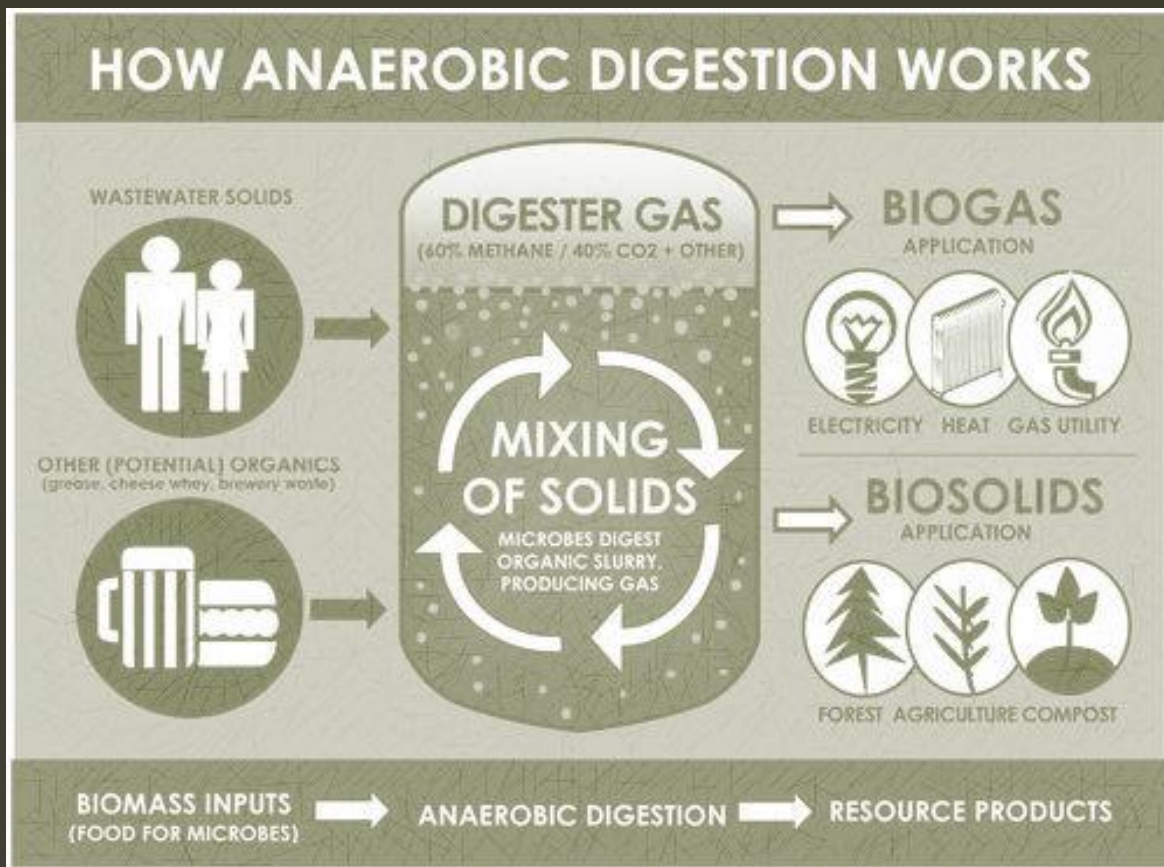 HOW ANAEROBIC DIGESTION WORKS
WASTEWATER SOLIDS
OTHER (POTENTIAL) ORGANICS
(grease, cheese whey, brewery waste)
DIGESTER GAS
(60% METHANE / 40% CO2 + OTHER)
MIXING
OF SOLIDS
MICROBES DIGEST
ORGANIC SLURRY,
PRODUCING GAS
BIOGAS
APPLICATION
ELECTRICITY HEAT GAS UTILITY
BIOSOLIDS
APPLICATION
FOREST AGRICULTURE COMPOST
BIOMASS INPUTS
(FOOD FOR MICROBES)
ANAEROBIC DIGESTION
RESOURCE PRODUCTS